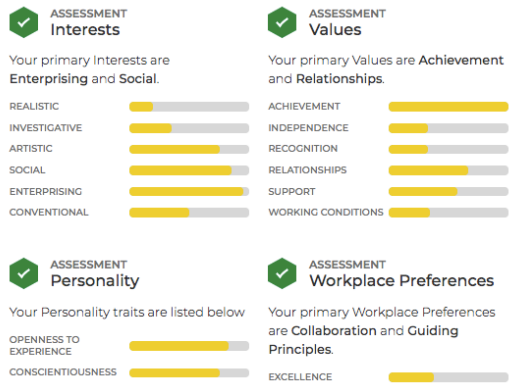 ASSESSMENT
Interests
Your primary Interests are
Enterprising and Social.
REALISTIC
INVESTIGATIVE
ARTISTIC
SOCIAL
ENTERPRISING
CONVENTIONAL
ASSESSMENT
Values
Your primary Values are Achievement
and Relationships.
ACHIEVEMENT
INDEPENDENCE
RECOGNITION
RELATIONSHIPS
SUPPORT
WORKING CONDITIONS
ASSESSMENT
Personality
Your Personality traits are listed below
OPENNESS TO
EXPERIENCE
CONSCIENTIOUSNESS
ASSESSMENT
Workplace Preferences
Your primary Workplace Preferences
are Collaboration and Guiding
Principles.
EXCELLENCE